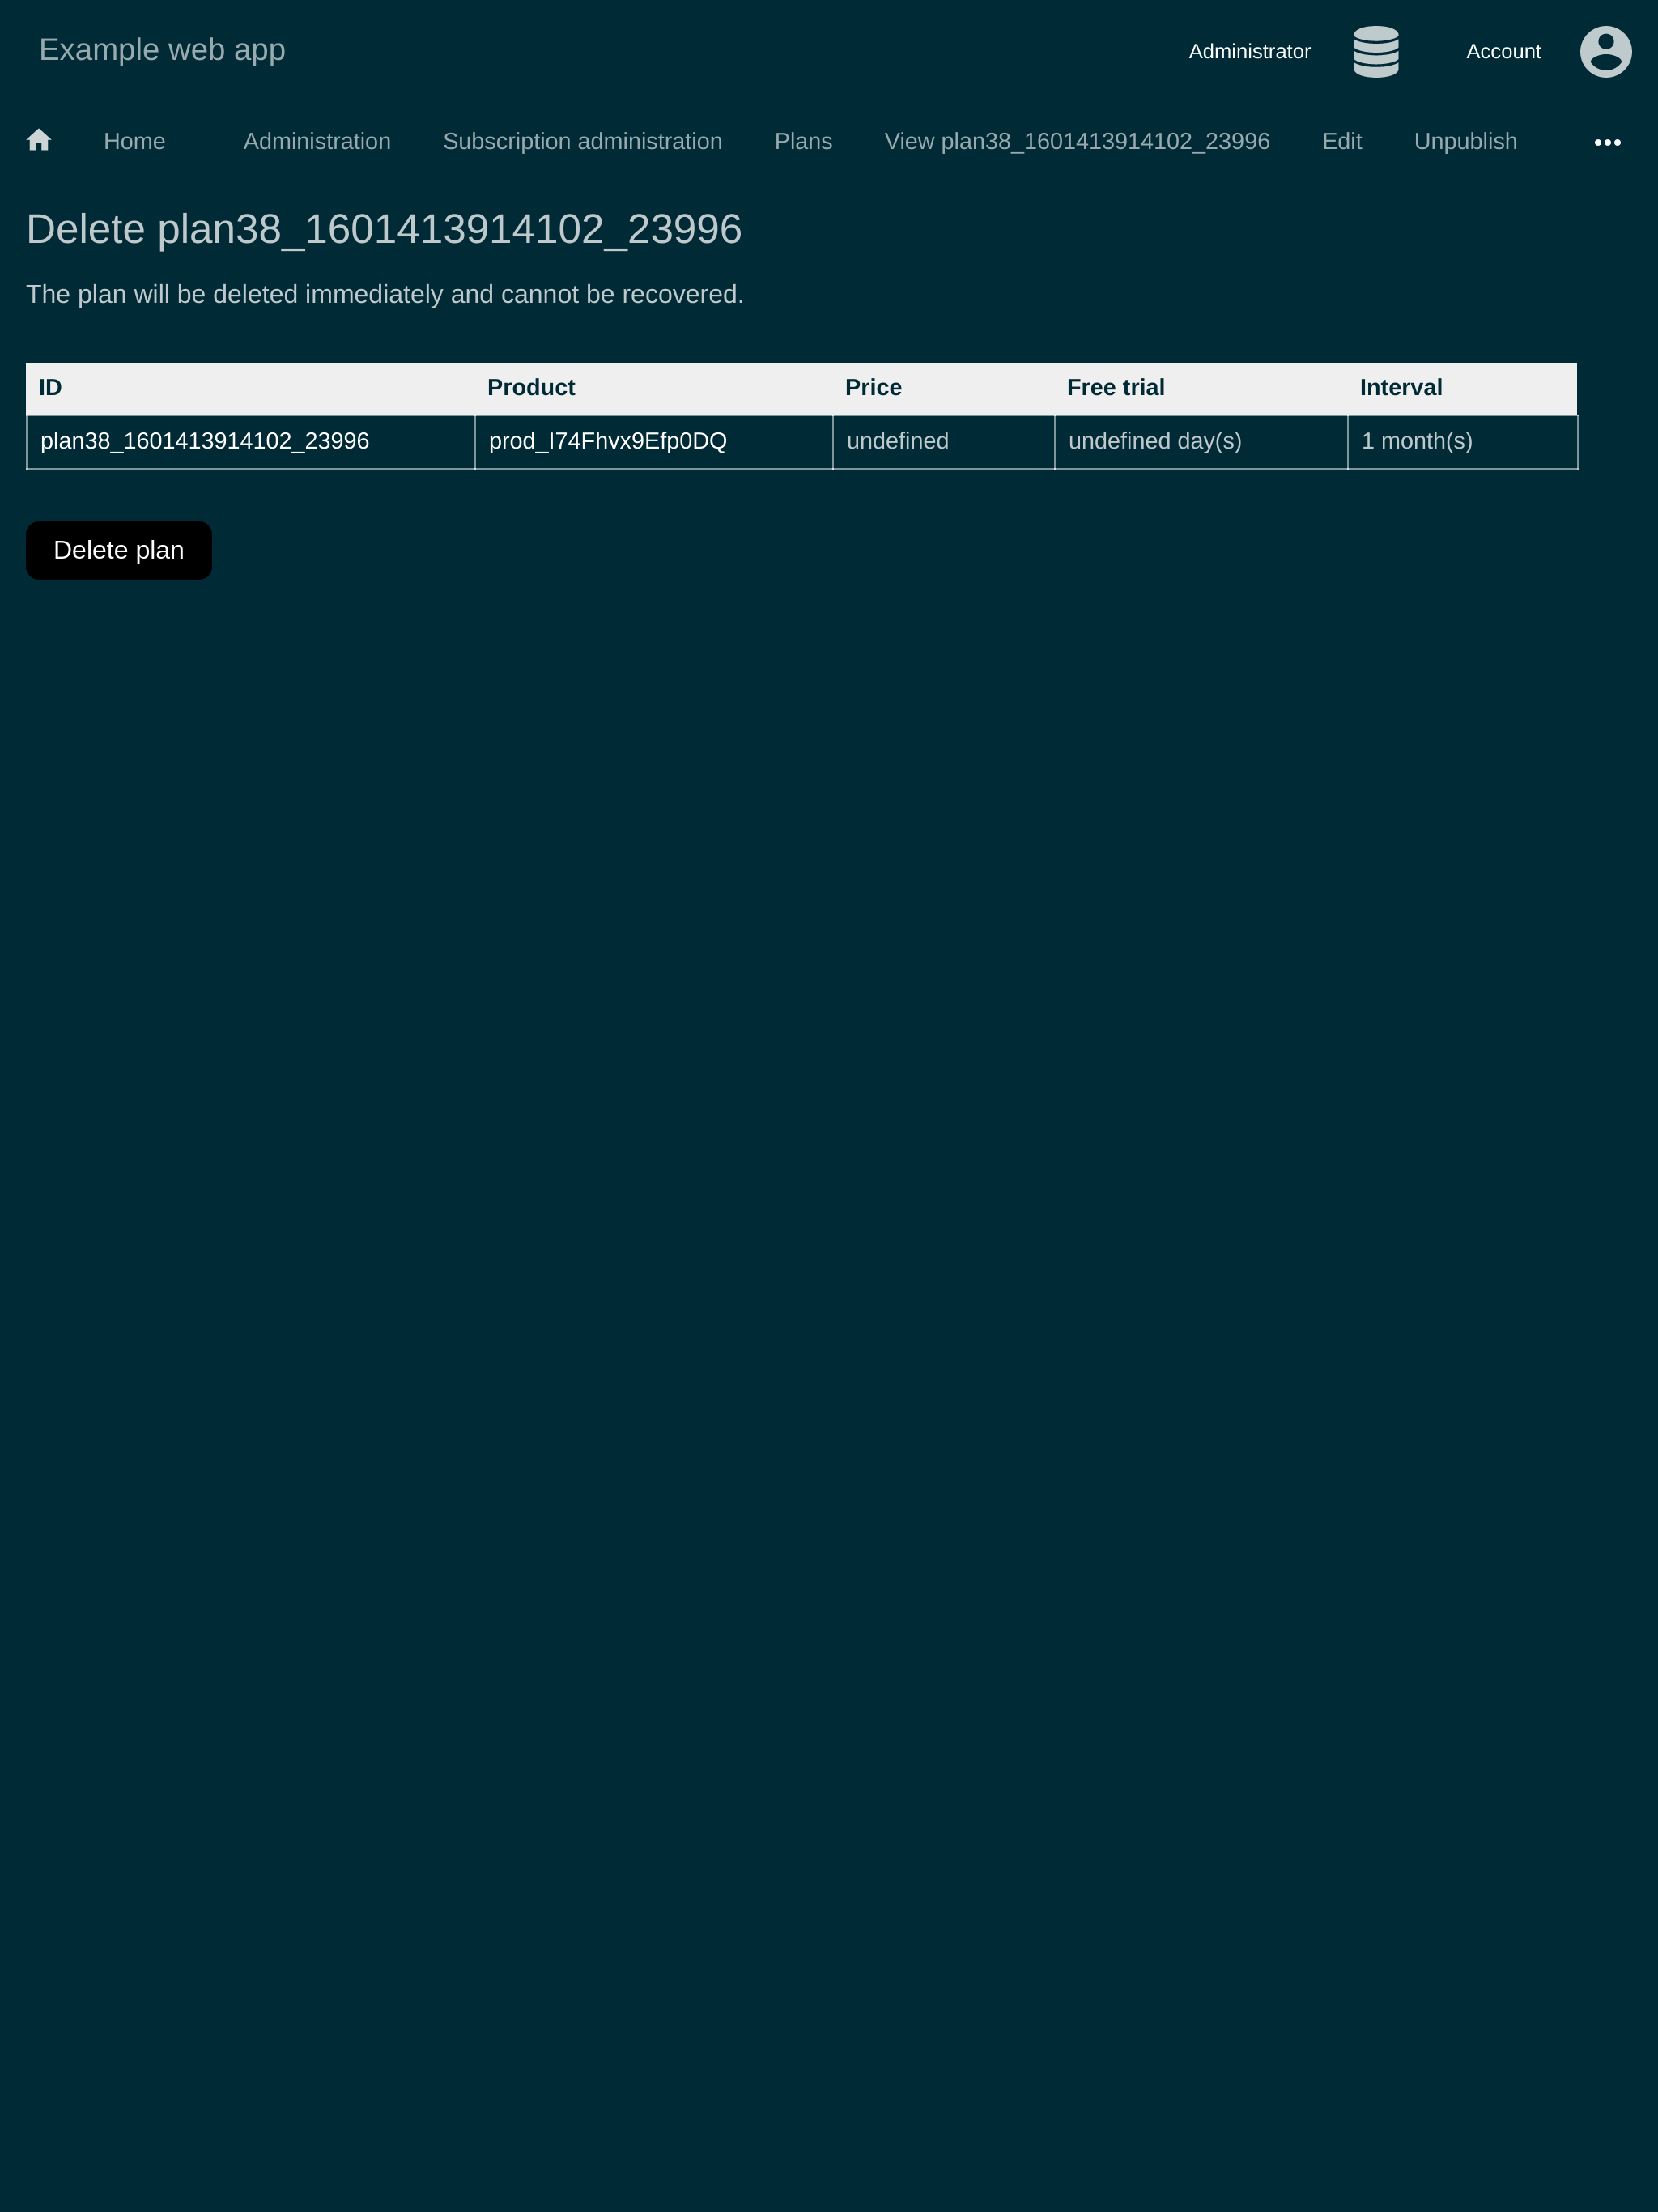 Example web app
Administrator Account
Home Administration Subscription administration Plans View plan38_1601413914102_23996 Edit Unpublish
Delete plan38_1601413914102_23996
The plan will be deleted immediately and cannot be recovered.
ID Product Price Free trial Interval
plan38_1601413914102_23996 prod_I74Fhvx9Efp0DQ undefined undefined day(s) 1 month(s)
Delete plan